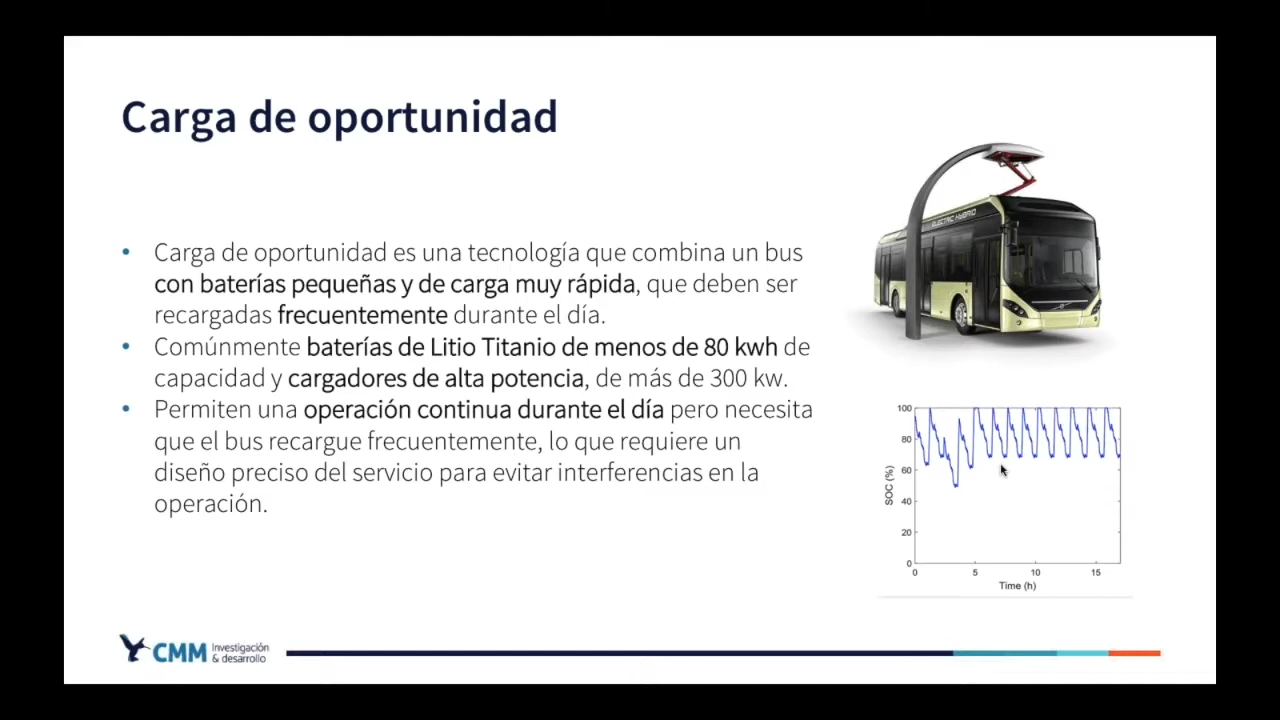 Carga de oportunidad
• Carga de oportunidad es una tecnología que combina un bus
con baterías pequeñas y de carga muy rápida, que deben ser
recargadas frecuentemente durante el día.
• Comúnmente baterías de Litio Titanio de menos de 80 kwh de
capacidad y cargadores de alta potencia, de más de 300 kw.
• Permiten una operación continua durante el día pero necesita
que el bus recargue frecuentemente, lo que requiere un
diseño preciso del servicio para evitar interferencias en la
operación.
ELECTRIC HYBRID
100
80
60
40
20
0
SOC (%)
0 5 10 15
Time (h)
CMM Investigación
& desarrollo